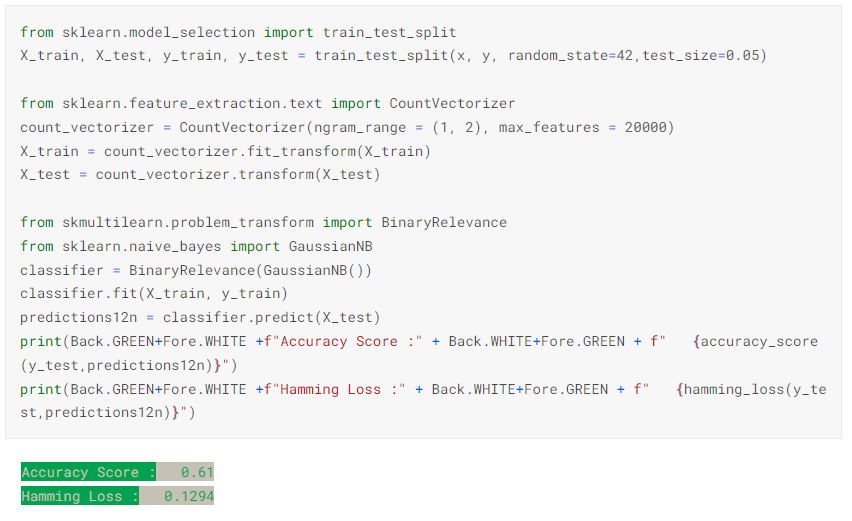 from sklearn.model_selection import train_test_split
X_train, X_test, y_train, y_test = train_test_split(x, y, random_state=42,test_size=0.05)
from sklearn.feature_extraction.text import CountVectorizer
count_vectorizer = CountVectorizer(ngram_range = (1, 2), max_features = 20000)
X_train = count_vectorizer.fit_transform(X_train)
X_test = count_vectorizer.transform(X_test)
from skmultilearn.problem_transform import BinaryRelevance
from sklearn.naive_bayes import GaussianNB
classifier = BinaryRelevance(GaussianNB())
classifier.fit(X_train, y_train)
predictions12n = classifier.predict(X_test)
print(Back.GREEN+Fore.WHITE +f"Accuracy Score :" + Back.WHITE+Fore.GREEN + f"   {accuracy_score
(y_test,predictions12n)}")
print(Back.GREEN+Fore.WHITE +f"Hamming Loss :" + Back.WHITE+Fore.GREEN + f"   {hamming_loss(y_te
st,predictions12n)}")
Accuracy Score :   0.61
Hamming Loss :   0.1294